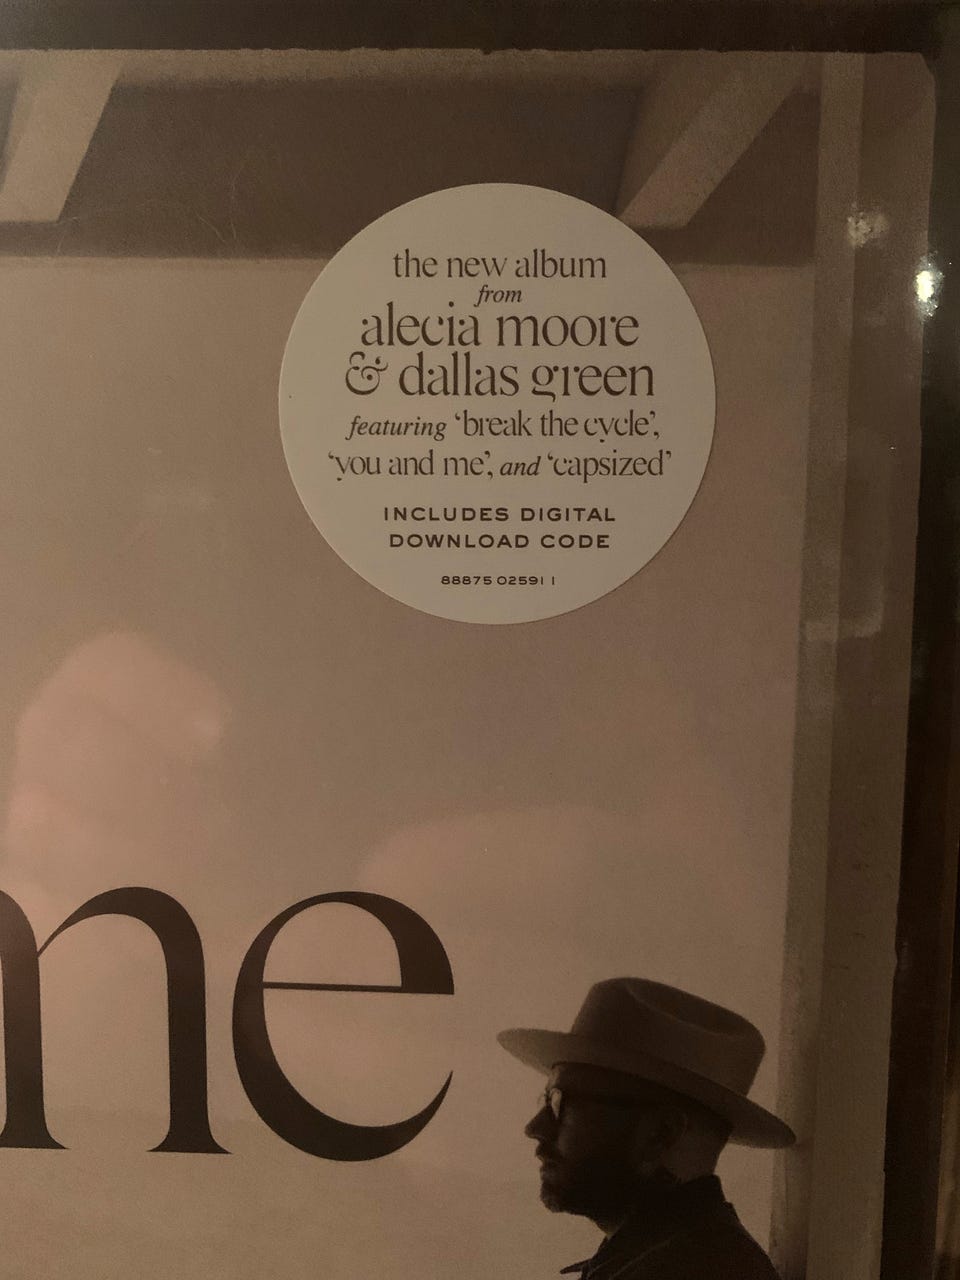 the new album
from
alecia moore
& dallas green
featuring ‘break the cycle’,
‘you and me’, and ‘capsized’
INCLUDES DIGITAL
DOWNLOAD CODE
88875 02591 1
me